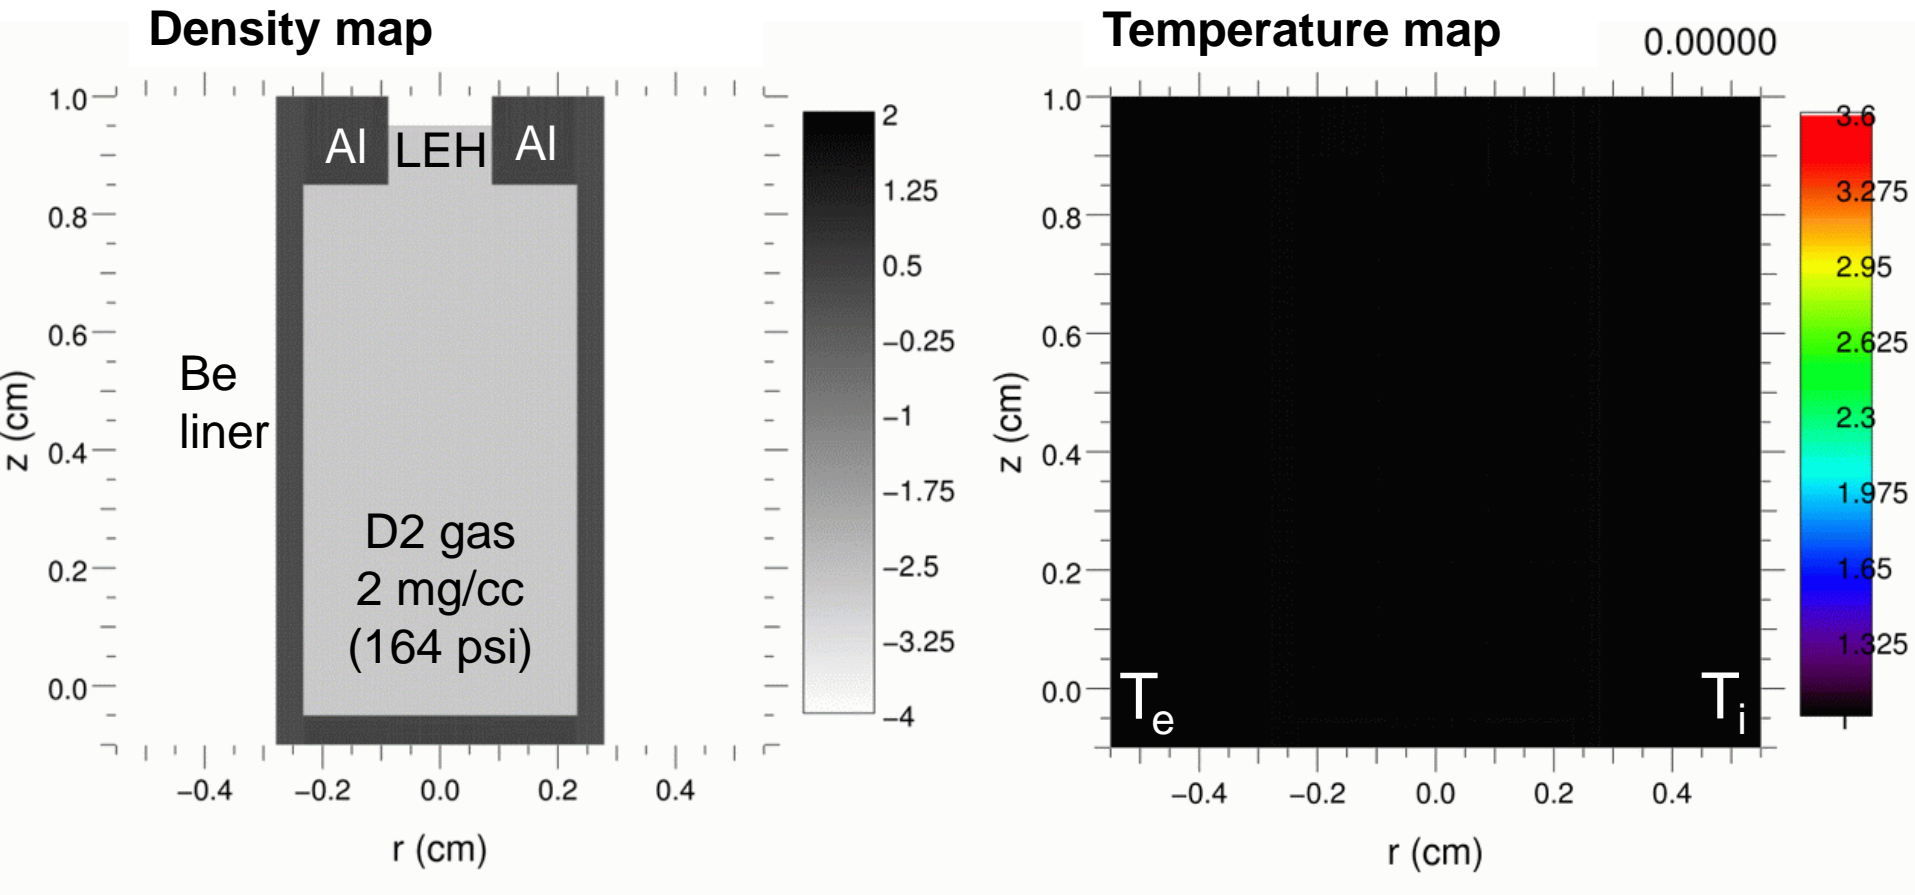 Density map
1.0
0.8
0.6
0.4
0.2
0.0
z (cm)
Al
LEH
Al
Be
liner
D2 gas
2 mg/cc
(164 psi)
−0.4
−0.2
0.0
0.2
0.4
r (cm)
2
1.25
0.5
−0.25
−1
−1.75
−2.5
−3.25
−4
Temperature map
0.00000
1.0
0.8
0.6
0.4
0.2
0.0
z (cm)
Te
Ti
−0.4
−0.2
0.0
0.2
0.4
r (cm)
3.6
3.275
2.95
2.625
2.3
1.975
1.65
1.325